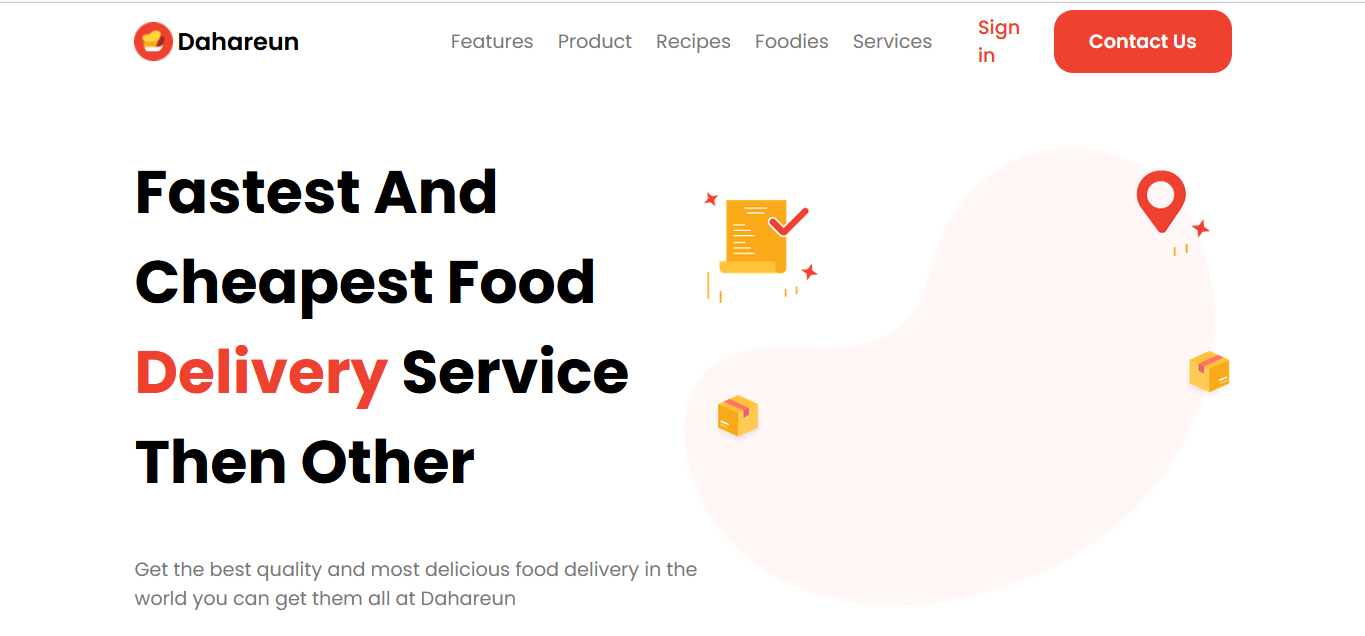 Dahareun
Features Product Recipes Foodies Services
Sign
in
Contact Us
Fastest And
Cheapest Food
Delivery Service
Then Other
Get the best quality and most delicious food delivery in the
world you can get them all at Dahareun